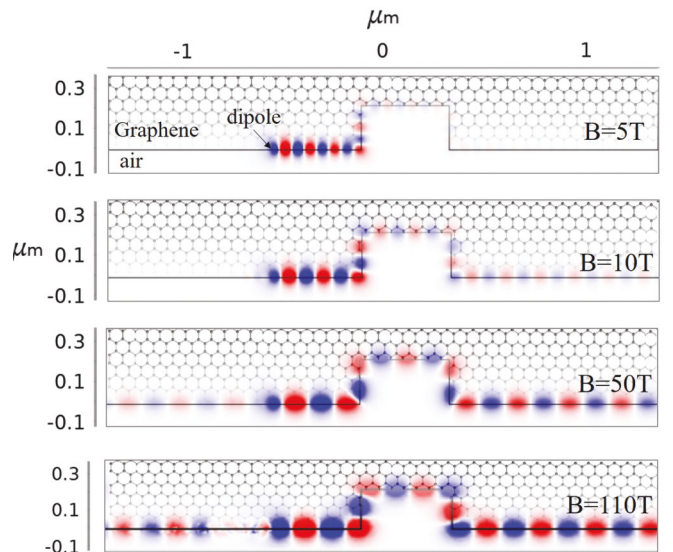 μm
-1 0 1
0.3
0.1
-0.1
Graphene
dipole
air
B=5T
μm
0.3
0.1
-0.1
B=10T
0.3
0.1
-0.1
B=50T
0.3
0.1
-0.1
B=110T